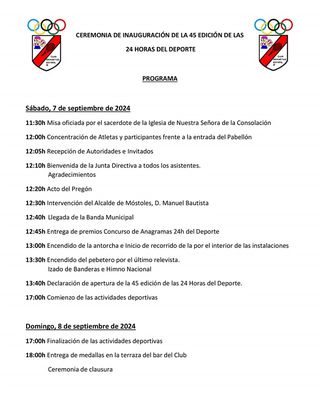 CEREMONIA DE INAUGURACIÓN DE LA 45 EDICIÓN DE LAS
24 HORAS DEL DEPORTE
PROGRAMA
Sábado, 7 de septiembre de 2024
11:30h Misa oficiada por el sacerdote de la Iglesia de Nuestra Señora de la Consolación
12:00h Concentración de Atletas y participantes frente a la entrada del Pabellón
12:05h Recepción de Autoridades e Invitados
12:10h Bienvenida de la Junta Directiva a todos los asistentes.
Agradecimientos
12:20h Acto del Pregón
12:30h Intervención del Alcalde de Móstoles, D. Manuel Bautista
12:40h Llegada de la Banda Municipal
12:45h Entrega de premios Concurso de Anagramas 24h del Deporte
13:00h Encendido de la antorcha e Inicio de recorrido de la por el interior de las instalaciones
13:30h Encendido del pebetero por el último relevista.
Izado de Banderas e Himno Nacional
13:40h Declaración de apertura de la 45 edición de las 24 Horas del Deporte.
17:00h Comienzo de las actividades deportivas
Domingo, 8 de septiembre de 2024
17:00h Finalización de las actividades deportivas
18:00h Entrega de medallas en la terraza del bar del Club
Ceremonia de clausura